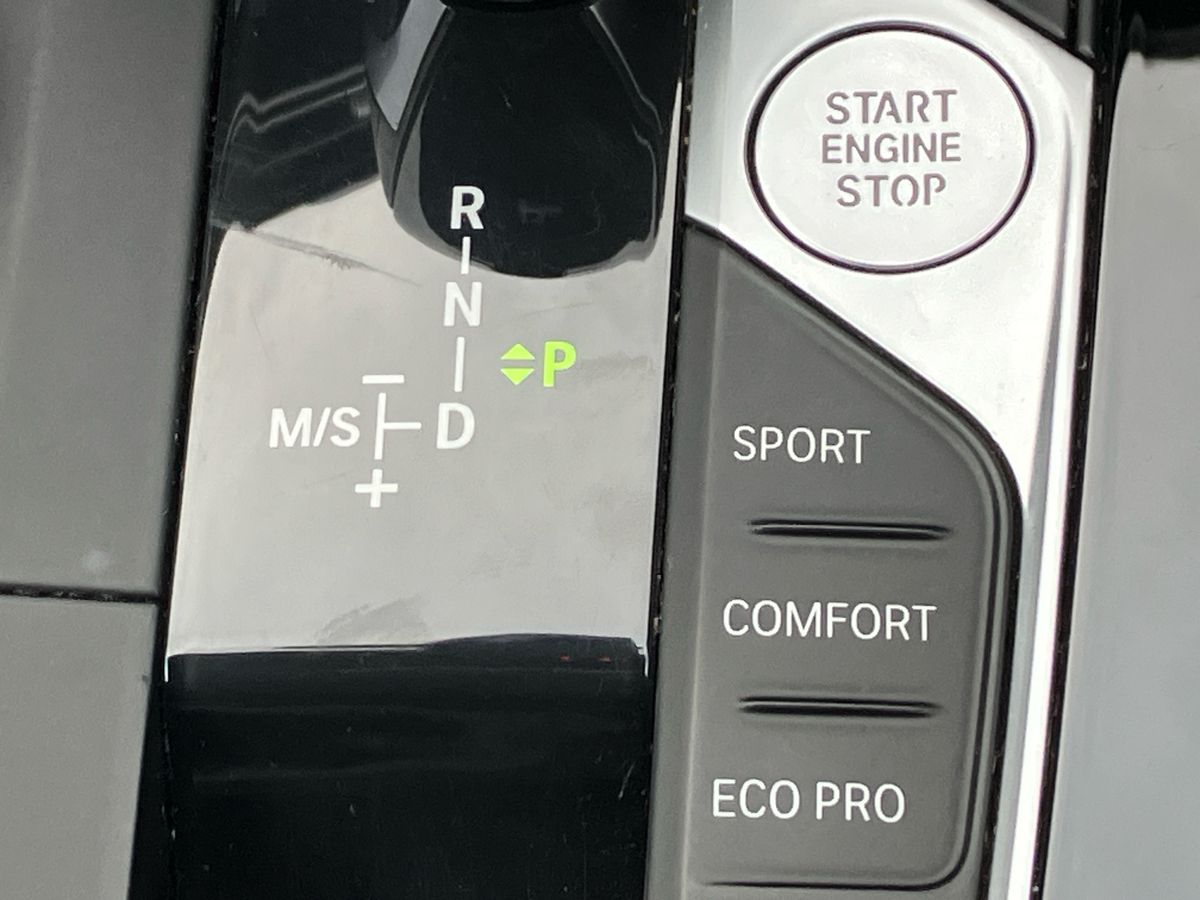 START
ENGINE
STOP
R
N
P
M/S
D
−
+
SPORT
COMFORT
ECO PRO